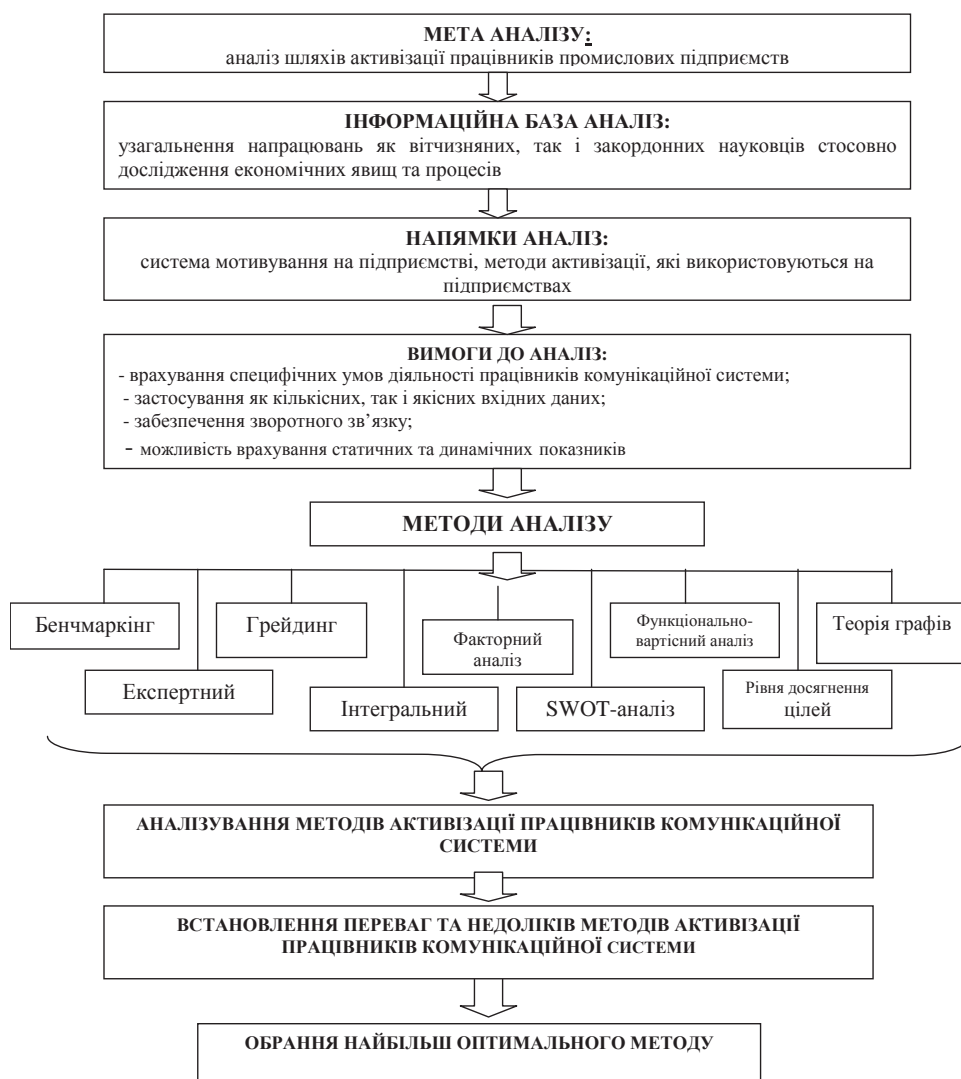 МЕТА АНАЛІЗУ:
аналіз шляхів активізації працівників промислових підприємств
ІНФОРМАЦІЙНА БАЗА АНАЛІЗ:
узагальнення напрацювань як вітчизняних, так і закордонних науковців стосовно
дослідження економічних явищ та процесів
НАПЯМКИ АНАЛІЗ:
система мотивування на підприємстві, методи активізації, які використовуються на
підприємствах
ВИМОГИ ДО АНАЛІЗ:
- врахування специфічних умов діяльності працівників комунікаційної системи;
- застосування як кількісних, так і якісних вхідних даних;
- забезпечення зворотного зв’язку;
- можливість врахування статичних та динамічних показників
МЕТОДИ АНАЛІЗУ
Бенчмаркінг
Грейдинг
Факторний
аналіз
Функціонально-
вартісний аналіз
Теорія графів
Експертний
Інтегральний
SWOT-аналіз
Рівня досягнення
цілей
АНАЛІЗУВАННЯ МЕТОДІВ АКТИВІЗАЦІЇ ПРАЦІВНИКІВ КОМУНІКАЦІЙНОЇ
СИСТЕМИ
ВСТАНОВЛЕННЯ ПЕРЕВАГ ТА НЕДОЛІКІВ МЕТОДІВ АКТИВІЗАЦІЇ
ПРАЦІВНИКІВ КОМУНІКАЦІЙНОЇ СИСТЕМИ
ОБРАННЯ НАЙБІЛЬШ ОПТИМАЛЬНОГО МЕТОДУ